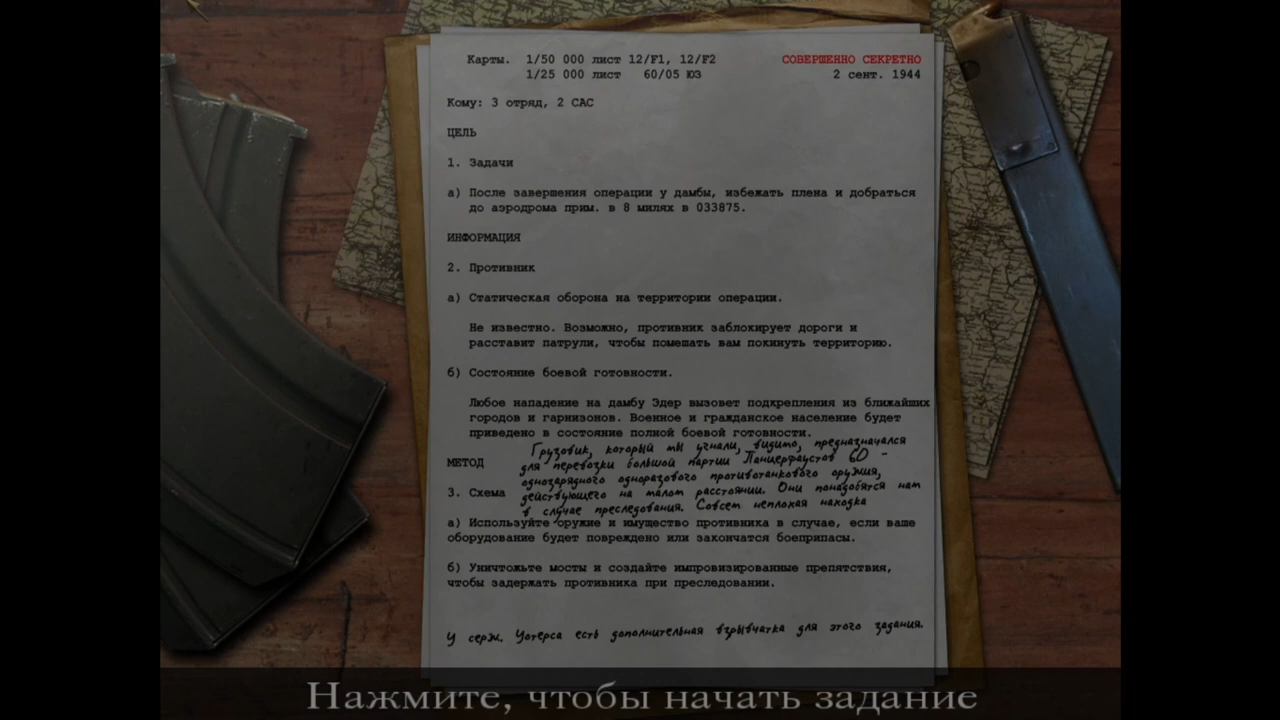 Карты. 1/50 000 лист 12/F1, 12/F2 СОВЕРШЕННО СЕКРЕТНО
1/25 000 лист 60/05 ЮЗ 2 сент. 1944
Кому: 3 отряд, 2 САС
ЦЕЛЬ
1. Задачи
а) После завершения операции у дамбы, избежать плена и добраться
до аэродрома прим. в 8 милях в 033875.
ИНФОРМАЦИЯ
2. Противник
а) Статическая оборона на территории операции.
Не известно. Возможно, противник заблокирует дороги и
расставит патрули, чтобы помешать вам покинуть территорию.
б) Состояние боевой готовности.
Любое нападение на дамбу Эдер вызовет подкрепления из ближайших
городов и гарнизонов. Военное и гражданское население будет
приведено в состояние полной боевой готовности.
Грузовик, который мы угнали, видимо, предназначался
для перевозки большой партии Панцерфаустов 60 -
однозарядного одноразового противотанкового оружия,
действующего на малом расстоянии. Они понадобятся нам
в случае преследования. Совсем неплохая находка
МЕТОД
3. Схема
а) Используйте оружие и имущество противника в случае, если ваше
оборудование будет повреждено или закончатся боеприпасы.
б) Уничтожьте мосты и создайте импровизированные препятствия,
чтобы задержать противника при преследовании.
У серж. Уотерса есть дополнительная взрывчатка для этого задания.
Нажмите, чтобы начать задание